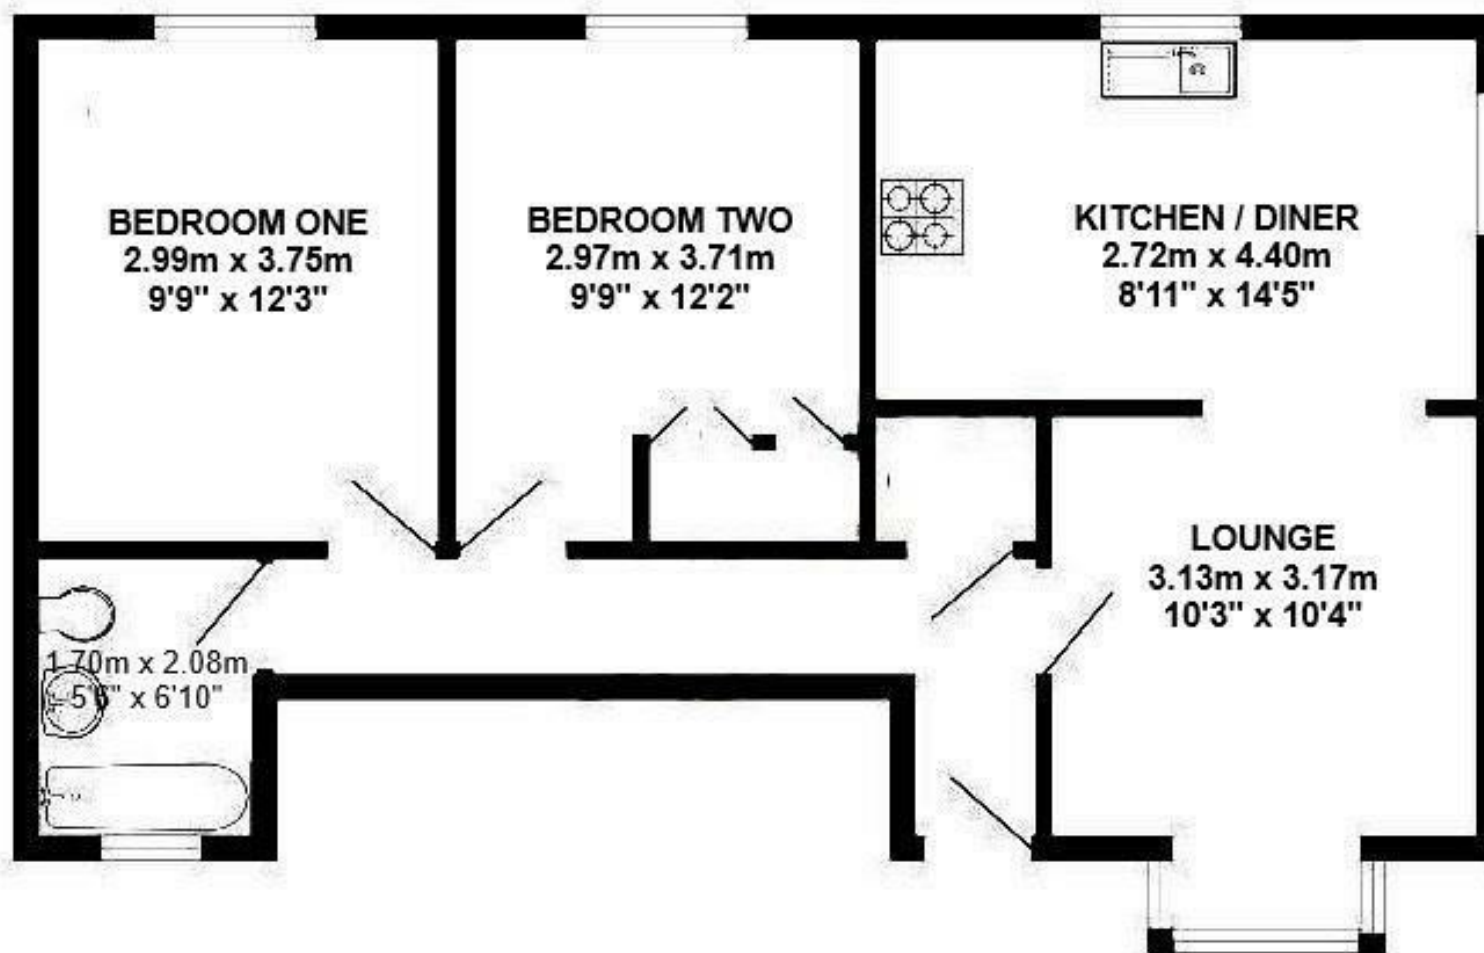 BEDROOM ONE
2.99m x 3.75m
9'9" x 12'3"
BEDROOM TWO
2.97m x 3.71m
9'9" x 12'2"
KITCHEN / DINER
2.72m x 4.40m
8'11" x 14'5"
LOUNGE
3.13m x 3.17m
10'3" x 10'4"
1.70m x 2.08m
x 6'10"